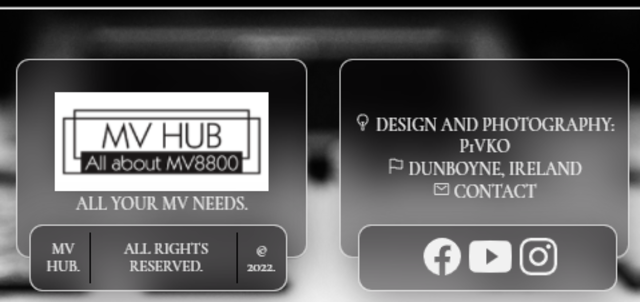 MV HUB
All about MV8800
ALL YOUR MV NEEDS.
MV
HUB.
ALL RIGHTS
RESERVED.
@
2022.
DESIGN AND PHOTOGRAPHY:
P1VKO
DUNBOYNE, IRELAND
CONTACT